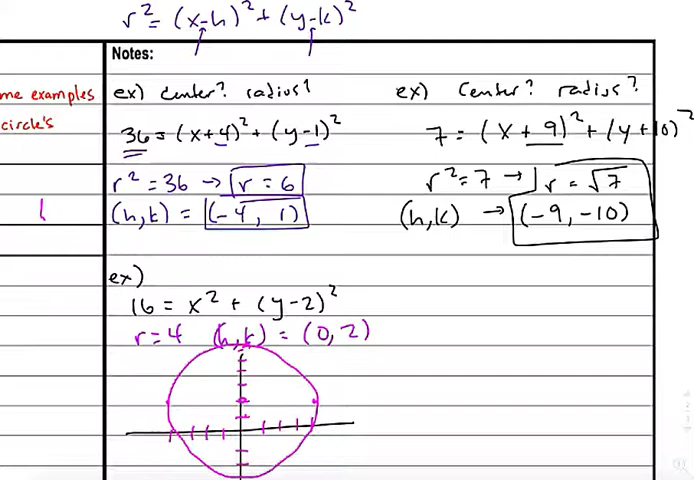 r² = (x-h)² + (y-k)²
Notes:
me examples
circle's
ex) center? radius?
36 = (x+4)² + (y-1)²
r² = 36 → r = 6
(h,k) = (-4, 1)
ex) Center? radius?
7 = (x + 9)² + (y + 10)²
r² = 7 → r = √7
(h,k) → (-9, -10)
ex)
16 = x² + (y-2)²
r = 4 (h,k) = (0, 2)